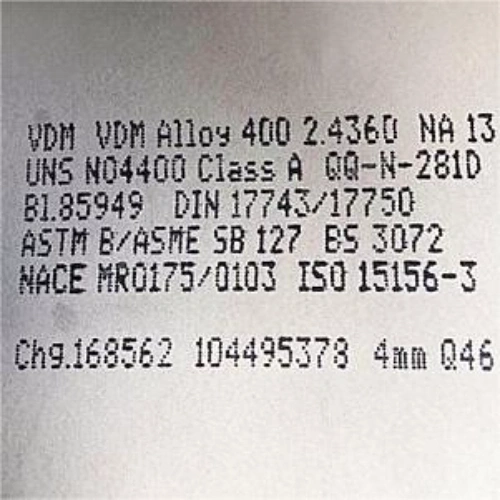 VDM VDM Alloy 400 2.4360 NA 13
UNS N04400 Class A QQ-N-281D
Bl.85949 DIN 17743/17750
ASTM B/ASME SB 127 BS 3072
NACE MR0175/0103 ISO 15156-3
Chg.168562 104495378 4mm Q46